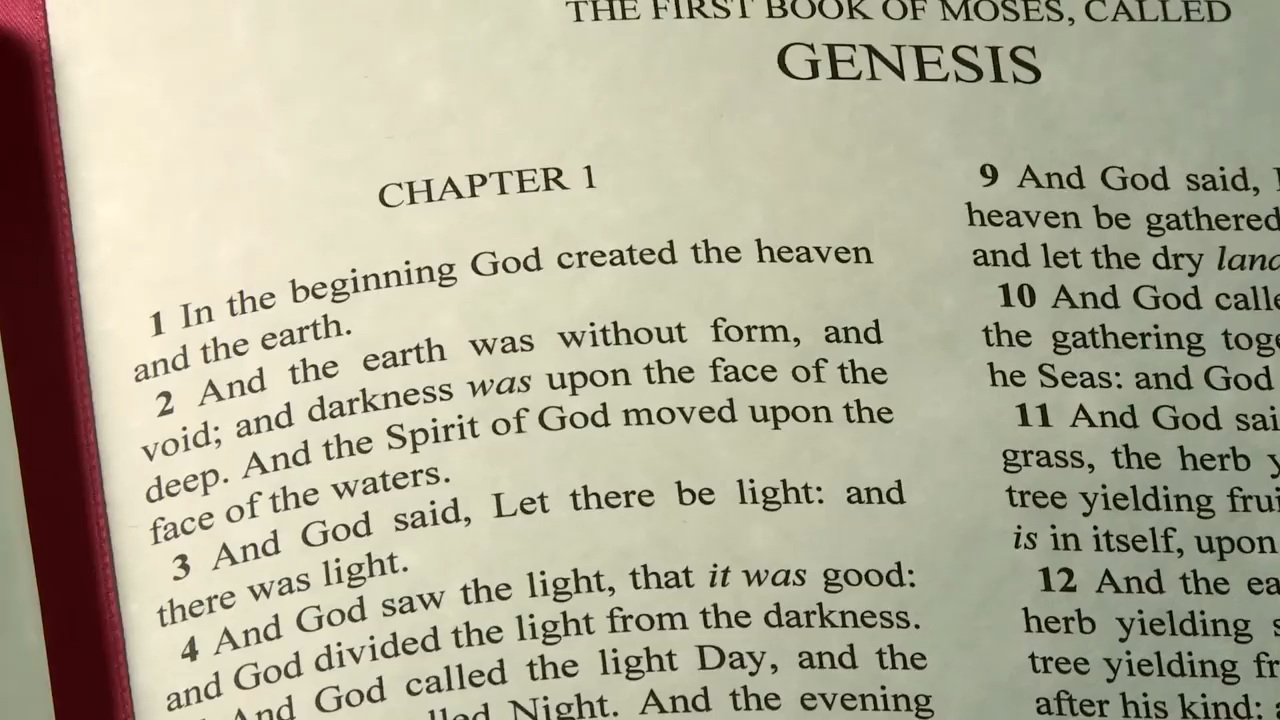 THE FIRST BOOK OF MOSES, CALLED
GENESIS
CHAPTER 1
1 In the beginning God created the heaven
and the earth.
2 And the earth was without form, and
void; and darkness was upon the face of the
deep. And the Spirit of God moved upon the
face of the waters.
3 And God said, Let there be light: and
there was light.
4 And God saw the light, that it was good:
and God divided the light from the darkness.
And God called the light Day, and the
Night. And the evening
9 And God said,
heaven be gathered
and let the dry
10 And God
the gathering
he Seas: and God
11 And God
grass, the herb
tree yielding
is in itself, upon
12 And the
herb yielding
tree yielding
after his kind: